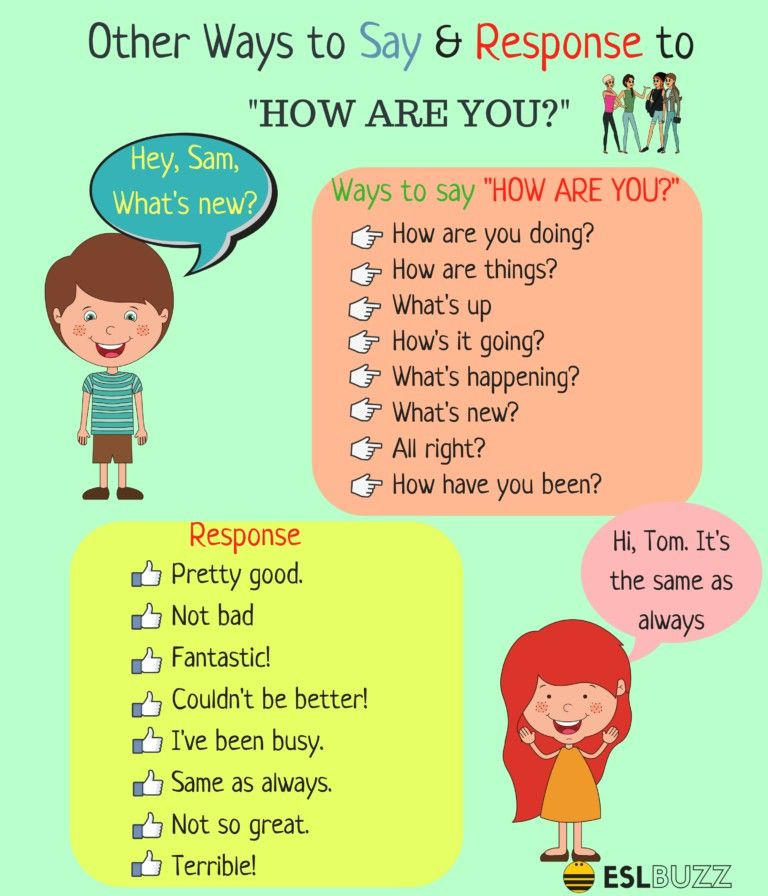 Other Ways to Say & Response to
"HOW ARE YOU?"
Hey, Sam,
What's new?
Ways to say "HOW ARE YOU?"
How are you doing?
How are things?
What's up
How's it going?
What's happening?
What's new?
All right?
How have you been?
Response
Pretty good.
Not bad
Fantastic!
Couldn't be better!
I've been busy.
Same as always.
Not so great.
Terrible!
Hi, Tom. It's
the same as
always
ESLBUZZ